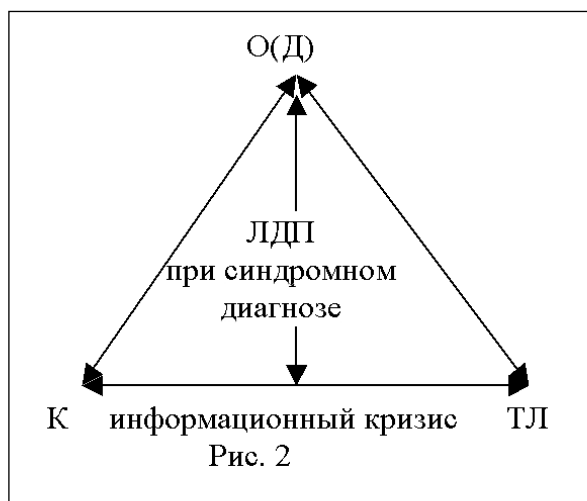 О(Д)
ЛДП
при синдромном
диагнозе
К информационный кризис ТЛ
Рис. 2